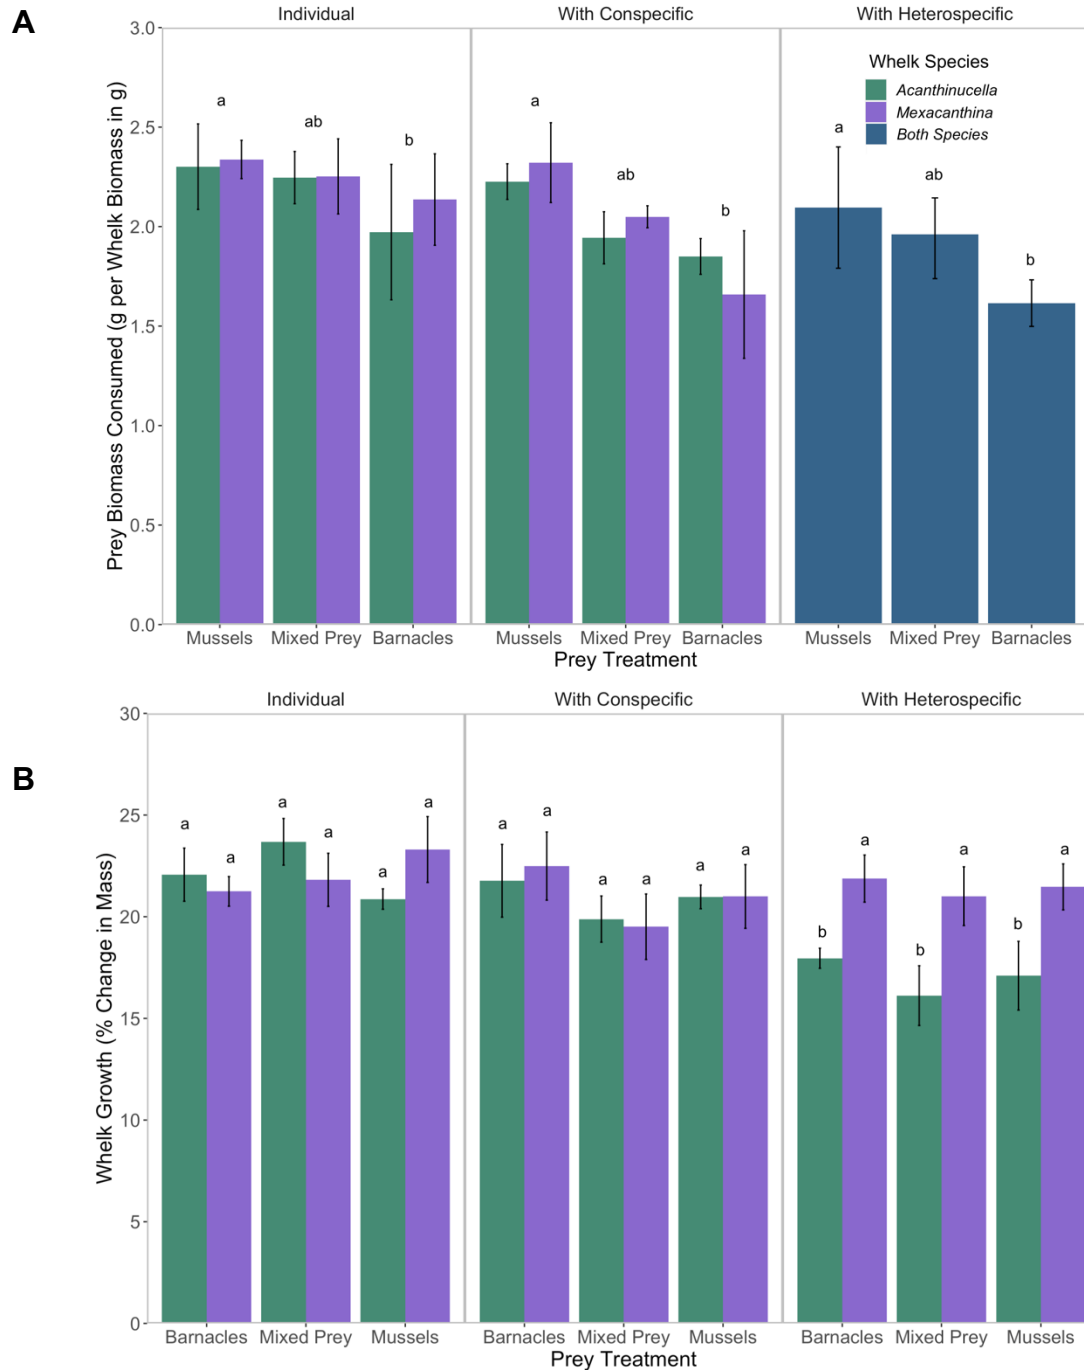 A
Individual
With Conspecific
With Heterospecific
Prey Biomass Consumed (g per Whelk Biomass in g)
3.0
2.5
2.0
1.5
1.0
0.5
0.0
a
ab
b
a
ab
b
a
ab
b
Whelk Species
Acanthinucella
Mexacanthina
Both Species
Mussels Mixed Prey Barnacles
Mussels Mixed Prey Barnacles
Mussels Mixed Prey Barnacles
Prey Treatment
B
Individual
With Conspecific
With Heterospecific
Whelk Growth (% Change in Mass)
30
25
20
15
10
5
0
a a a a a a
a a a a a a
b a b a b a
Barnacles Mixed Prey Mussels
Barnacles Mixed Prey Mussels
Barnacles Mixed Prey Mussels
Prey Treatment